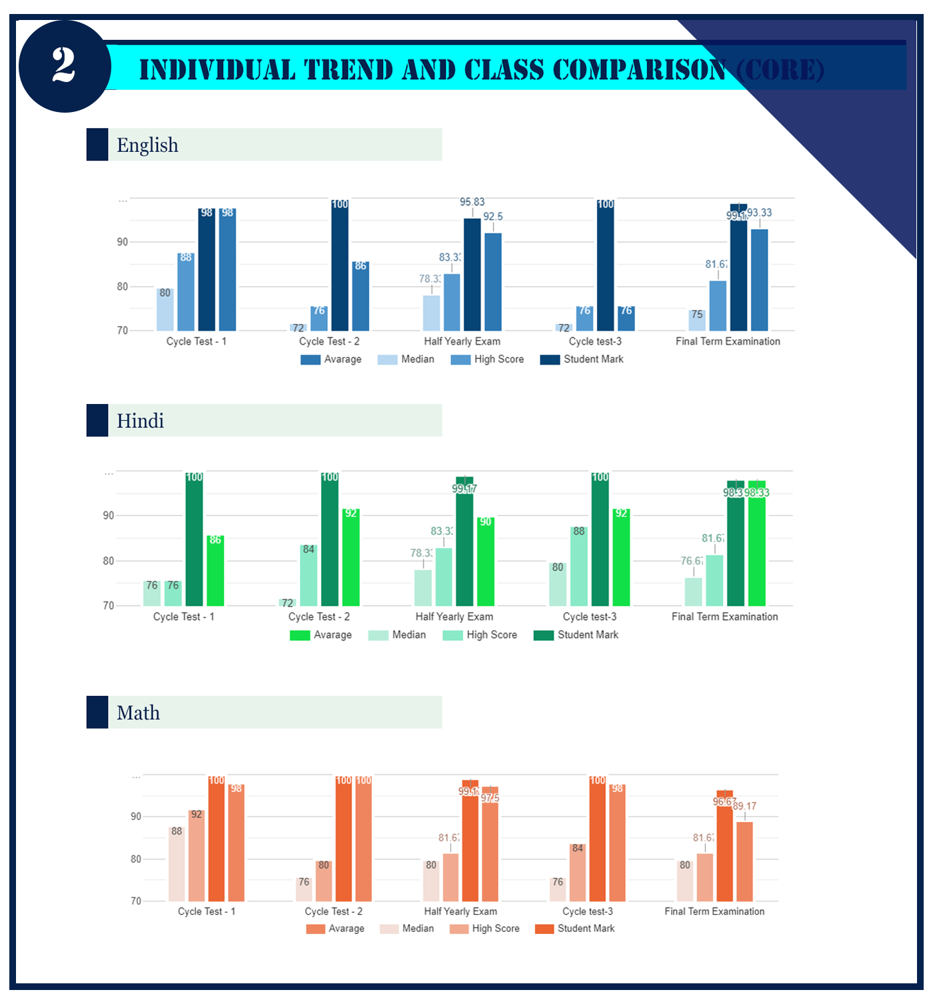 2
INDIVIDUAL TREND AND CLASS COMPARISON (CORE)
English
...
90
80
70
80 88 98 98
72 76 100 86
78.3 83.3 95.83 92.5
72 76 100 76
75 81.67 99.17 93.33
Cycle Test - 1 Cycle Test - 2 Half Yearly Exam Cycle test-3 Final Term Examination
Avarage Median High Score Student Mark
Hindi
...
90
80
70
76 76 100 86
72 84 100 92
78.33 83.33 99.17 90
80 88 100 92
76.67 81.67 98.3 98.33
Cycle Test - 1 Cycle Test - 2 Half Yearly Exam Cycle test-3 Final Term Examination
Avarage Median High Score Student Mark
Math
...
90
80
70
88 92 100 98
76 80 100 100
80 81.67 99.17 97.5
76 84 100 98
80 81.67 96.67 89.17
Cycle Test - 1 Cycle Test - 2 Half Yearly Exam Cycle test-3 Final Term Examination
Avarage Median High Score Student Mark